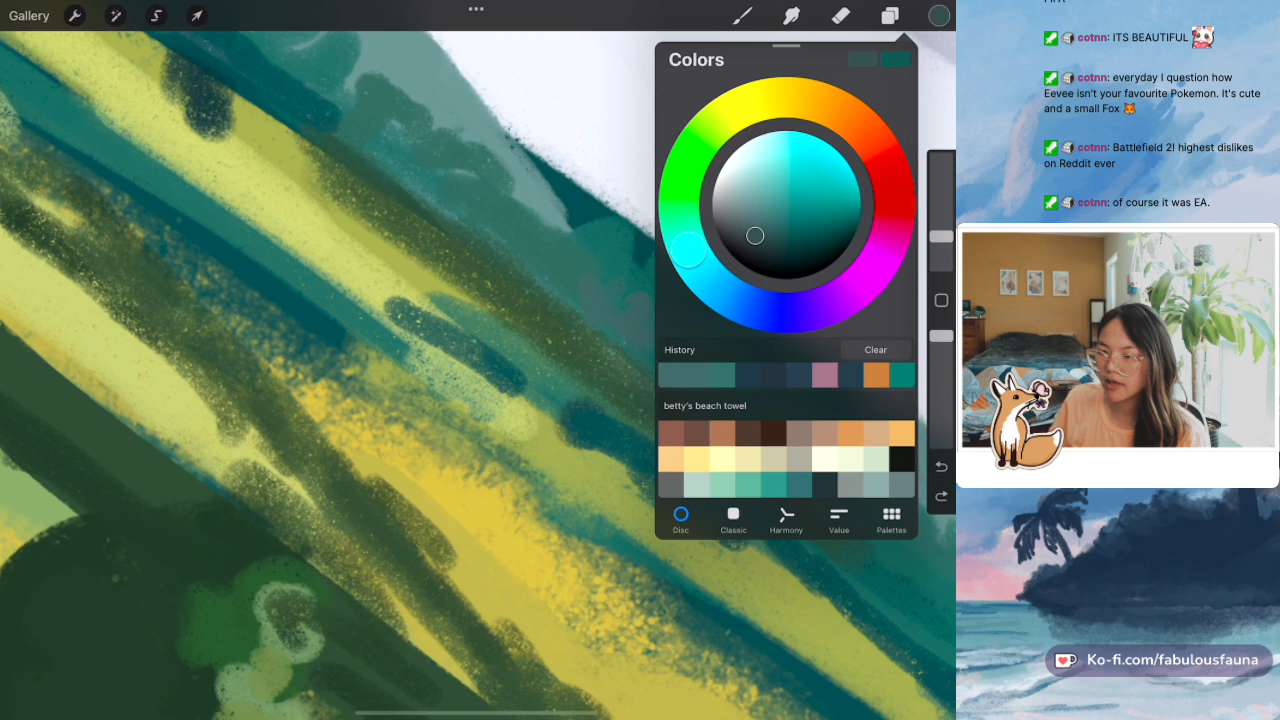 Gallery
Colors
History
Clear
betty's beach towel
Disc
Classic
Harmony
Value
Palettes
cotnn: ITS BEAUTIFUL
cotnn: everyday I question how
Eevee isn't your favourite Pokemon. It's cute
and a small Fox
cotnn: Battlefield 2! highest dislikes
on Reddit ever
cotnn: of course it was EA.
Ko-fi.com/fabulousfauna